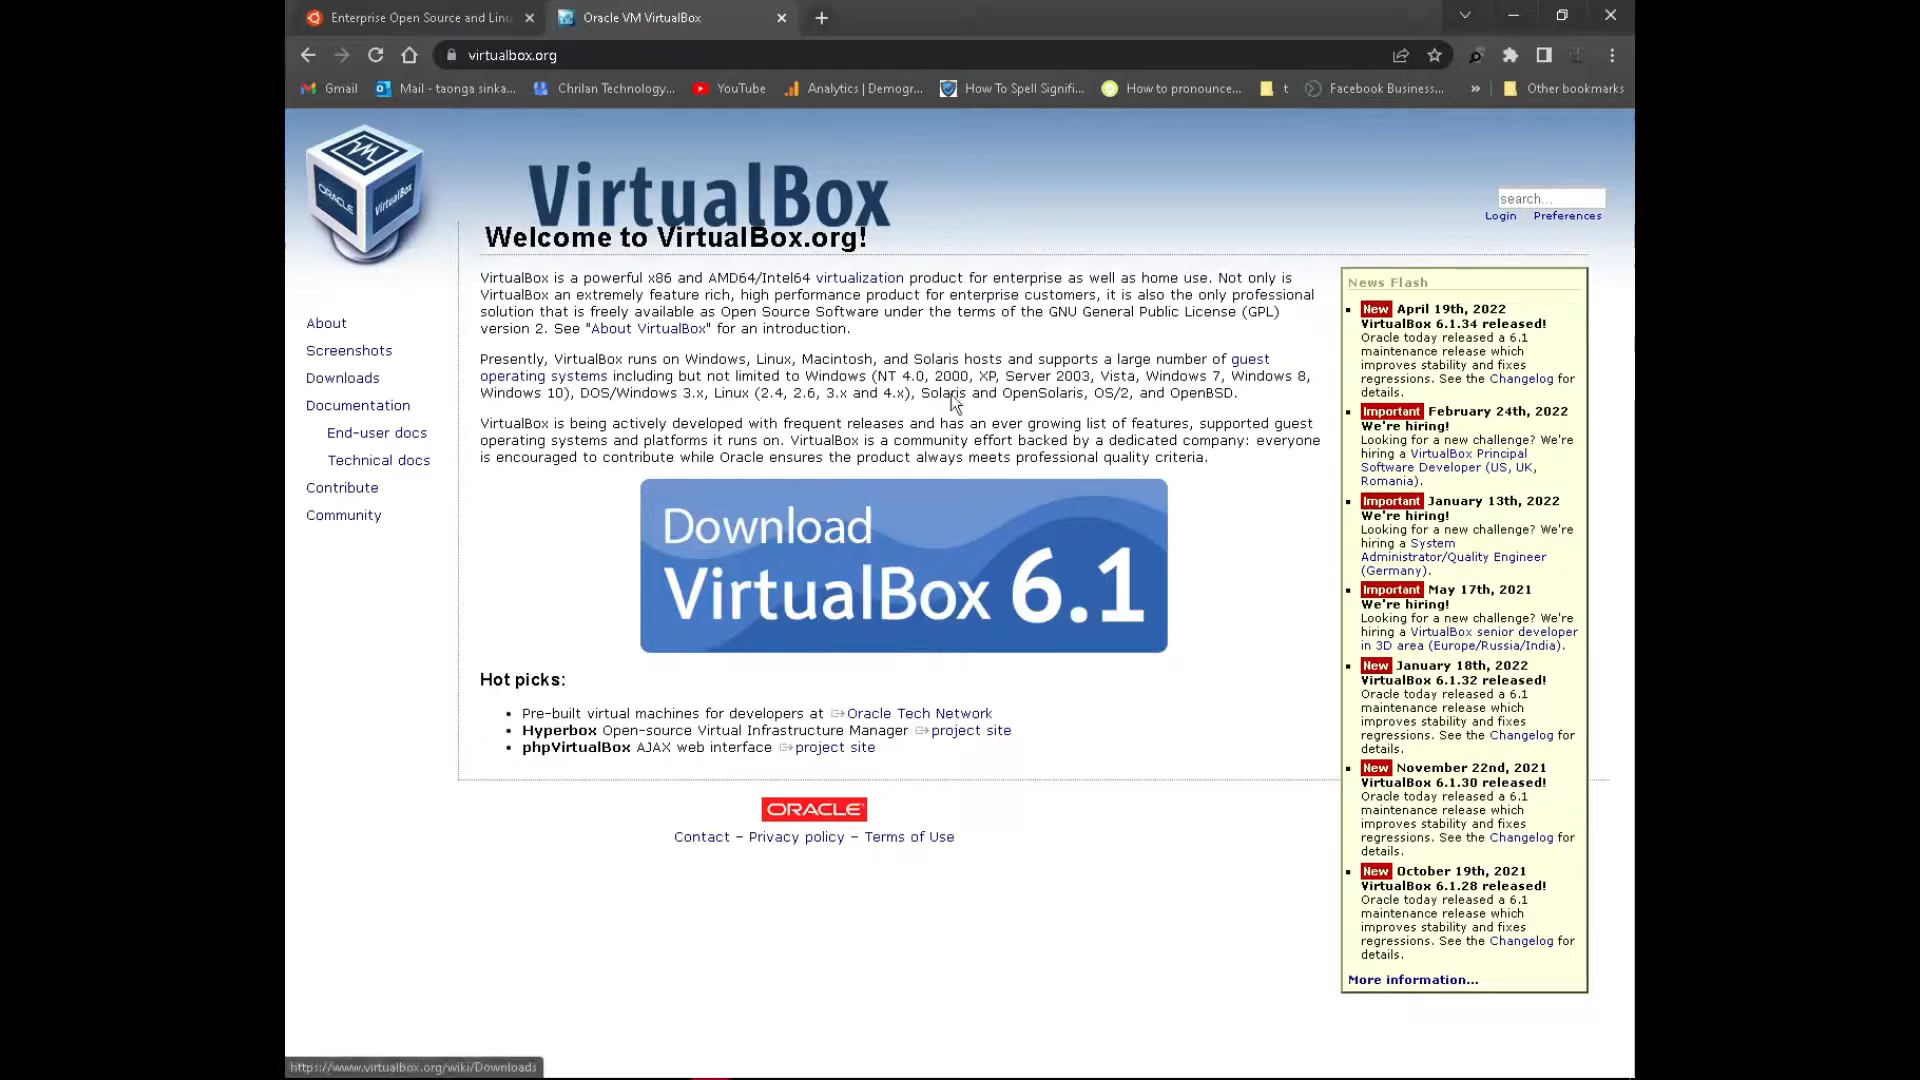 Enterprise Open Source and Linu
Oracle VM VirtualBox
virtualbox.org
Gmail
Mail - taonga sinka...
Chrilan Technology...
YouTube
Analytics | Demogr...
How To Spell Signifi...
How to pronounce...
t
Facebook Business...
»
Other bookmarks
ORACLE
VirtualBox
VirtualBox
search...
Login Preferences
Welcome to VirtualBox.org!
VirtualBox is a powerful x86 and AMD64/Intel64 virtualization product for enterprise as well as home use. Not only is
VirtualBox an extremely feature rich, high performance product for enterprise customers, it is also the only professional
solution that is freely available as Open Source Software under the terms of the GNU General Public License (GPL)
version 2. See "About VirtualBox" for an introduction.
Presently, VirtualBox runs on Windows, Linux, Macintosh, and Solaris hosts and supports a large number of guest
operating systems including but not limited to Windows (NT 4.0, 2000, XP, Server 2003, Vista, Windows 7, Windows 8,
Windows 10), DOS/Windows 3.x, Linux (2.4, 2.6, 3.x and 4.x), Solaris and OpenSolaris, OS/2, and OpenBSD.
VirtualBox is being actively developed with frequent releases and has an ever growing list of features, supported guest
operating systems and platforms it runs on. VirtualBox is a community effort backed by a dedicated company: everyone
is encouraged to contribute while Oracle ensures the product always meets professional quality criteria.
Download
VirtualBox 6.1
Hot picks:
• Pre-built virtual machines for developers at Oracle Tech Network
• Hyperbox Open-source Virtual Infrastructure Manager project site
• phpVirtualBox AJAX web interface project site
About
Screenshots
Downloads
Documentation
End-user docs
Technical docs
Contribute
Community
News Flash
New April 19th, 2022
VirtualBox 6.1.34 released!
Oracle today released a 6.1
maintenance release which
improves stability and fixes
regressions. See the Changelog for
details.
Important February 24th, 2022
We're hiring!
Looking for a new challenge? We're
hiring a VirtualBox Principal
Software Developer (US, UK,
Romania).
Important January 13th, 2022
We're hiring!
Looking for a new challenge? We're
hiring a System
Administrator/Quality Engineer
(Germany).
Important May 17th, 2021
We're hiring!
Looking for a new challenge? We're
hiring a VirtualBox senior developer
in 3D area (Europe/Russia/India).
New January 18th, 2022
VirtualBox 6.1.32 released!
Oracle today released a 6.1
maintenance release which
improves stability and fixes
regressions. See the Changelog for
details.
New November 22nd, 2021
VirtualBox 6.1.30 released!
Oracle today released a 6.1
maintenance release which
improves stability and fixes
regressions. See the Changelog for
details.
New October 19th, 2021
VirtualBox 6.1.28 released!
Oracle today released a 6.1
maintenance release which
improves stability and fixes
regressions. See the Changelog for
details.
More information...
ORACLE
Contact – Privacy policy – Terms of Use
https://www.virtualbox.org/wiki/Downloads